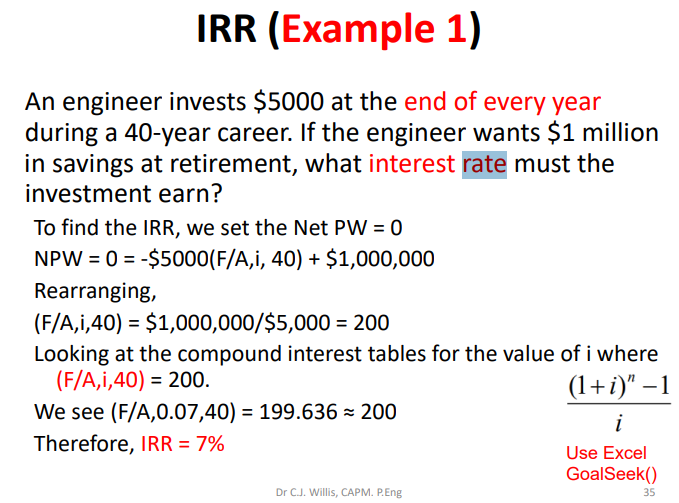 IRR (Example 1)
An engineer invests $5000 at the end of every year
during a 40-year career. If the engineer wants $1 million
in savings at retirement, what interest rate must the
investment earn?
To find the IRR, we set the Net PW = 0
NPW = 0 = -$5000(F/A,i, 40) + $1,000,000
Rearranging,
(F/A,i,40) = $1,000,000/$5,000 = 200
Looking at the compound interest tables for the value of i where
(F/A,i,40) = 200.
We see (F/A,0.07,40) = 199.636 ≈ 200
Therefore, IRR = 7%
(1+i)^n −1
i
Use Excel
GoalSeek()
Dr C.J. Willis, CAPM. P.Eng
35